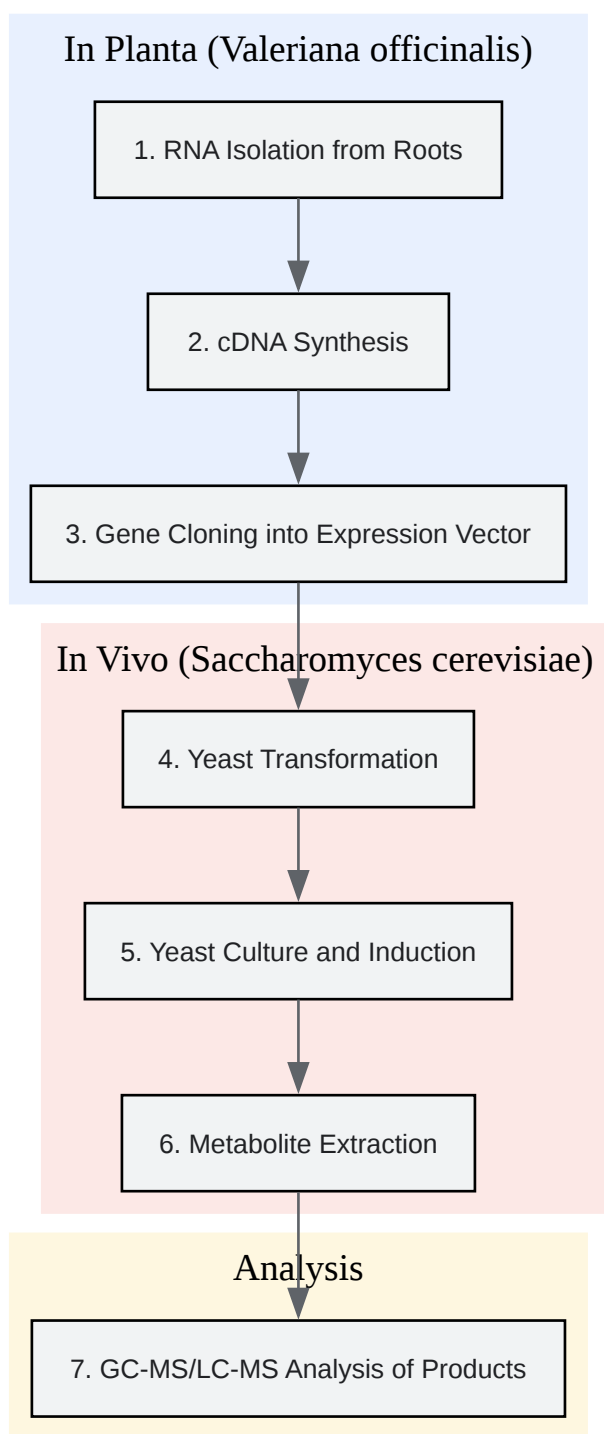 In Planta (Valeriana officinalis)
1. RNA Isolation from Roots
2. cDNA Synthesis
3. Gene Cloning into Expression Vector
In Vivo (Saccharomyces cerevisiae)
4. Yeast Transformation
5. Yeast Culture and Induction
6. Metabolite Extraction
Analysis
7. GC-MS/LC-MS Analysis of Products